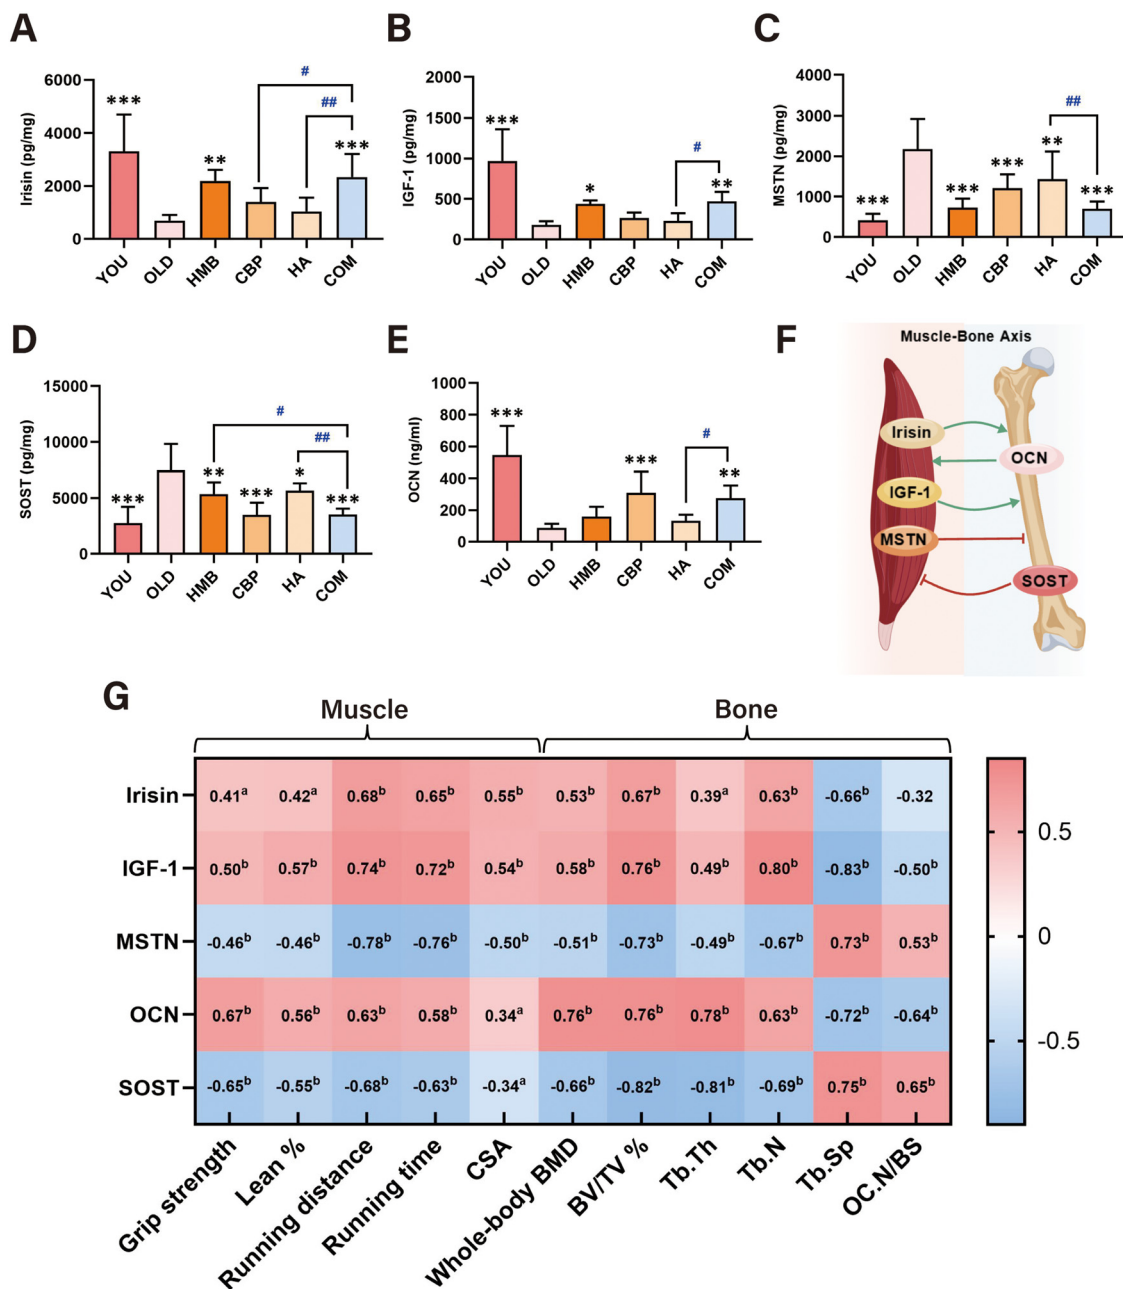 A
Irisin (pg/mg)
6000
4000
2000
0
***
**
***
#
##
YOU
OLD
HMB
CBP
HA
COM
B
IGF-1 (pg/mg)
2000
1500
1000
500
0
***
*
**
#
YOU
OLD
HMB
CBP
HA
COM
C
MSTN (pg/mg)
4000
3000
2000
1000
0
***
***
***
**
***
##
YOU
OLD
HMB
CBP
HA
COM
D
SOST (pg/mg)
15000
10000
5000
0
***
**
***
*
***
#
##
YOU
OLD
HMB
CBP
HA
COM
E
OCN (ng/ml)
1000
800
600
400
200
0
***
***
**
#
YOU
OLD
HMB
CBP
HA
COM
F
Muscle-Bone Axis
Irisin
OCN
IGF-1
MSTN
SOST
G
Muscle Bone
Irisin 0.41a 0.42a 0.68b 0.65b 0.55b 0.53b 0.67b 0.39a 0.63b -0.66b -0.32
IGF-1 0.50b 0.57b 0.74b 0.72b 0.54b 0.58b 0.76b 0.49b 0.80b -0.83b -0.50b
MSTN -0.46b -0.46b -0.78b -0.76b -0.50b -0.51b -0.73b -0.49b -0.67b 0.73b 0.53b
OCN 0.67b 0.56b 0.63b 0.58b 0.34a 0.76b 0.76b 0.78b 0.63b -0.72b -0.64b
SOST -0.65b -0.55b -0.68b -0.63b -0.34a -0.66b -0.82b -0.81b -0.69b 0.75b 0.65b
Grip strength
Lean %
Running distance
Running time
CSA
Whole-body BMD
BV/TV %
Tb.Th
Tb.N
Tb.Sp
OC.N/BS
0.5
0
-0.5